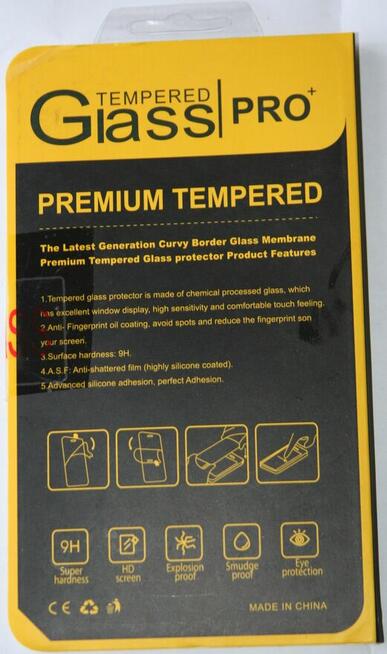 TEMPERED
Glass PRO+
PREMIUM TEMPERED
The Latest Generation Curvy Border Glass Membrane
Premium Tempered Glass protector Product Features
1.Tempered glass protector is made of chemical processed glass, which
has excellent window display, high sensitivity and comfortable touch feeling.
2.Anti- Fingerprint oil coating, avoid spots and reduce the fingerprint son
your screen.
3.Surface hardness: 9H.
4.A.S.F: Anti-shattered film (highly silicone coated).
5.Advanced silicone adhesion, perfect Adhesion.
9H
Super hardness
HD screen
Explosion proof
Smudge proof
Eye protection
CE
MADE IN CHINA